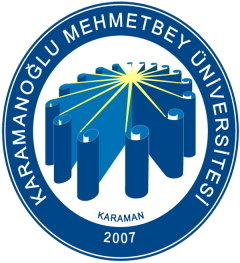 KARAMANOĞLU MEHMETBEY ÜNİVERSİTESİ
KARAMAN
2007